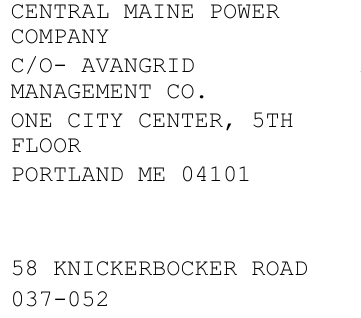 CENTRAL MAINE POWER
COMPANY
C/O- AVANGRID
MANAGEMENT CO.
ONE CITY CENTER, 5TH
FLOOR
PORTLAND ME 04101
58 KNICKERBOCKER ROAD
037-052